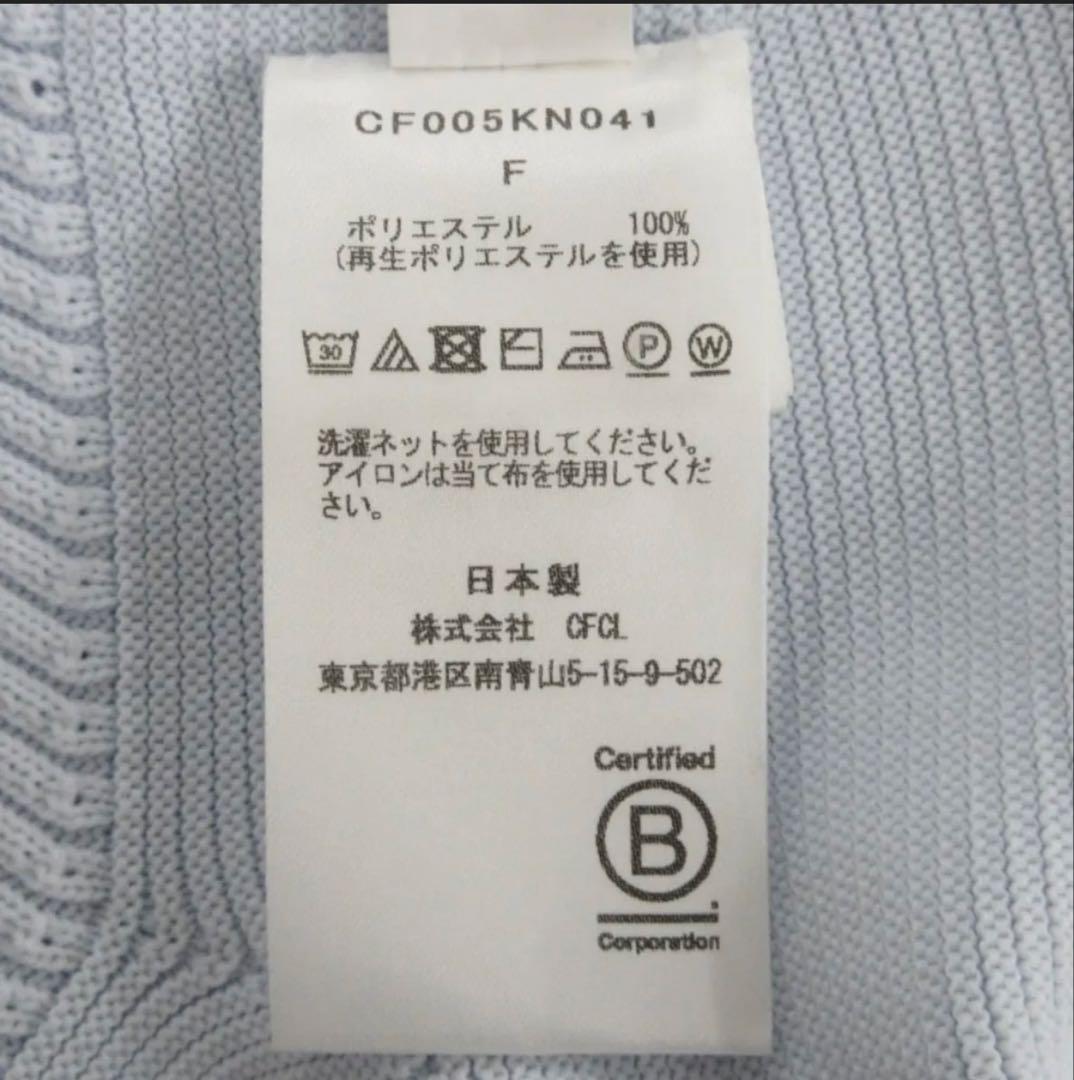 CF005KN041
F
ポリエステル 100%
(再生ポリエステルを使用)
30 P W
洗濯ネットを使用してください。
アイロンは当て布を使用してくだ
さい。
日本製
株式会社 CFCL
東京都港区南青山5-15-9-502
Certified
B
Corporation